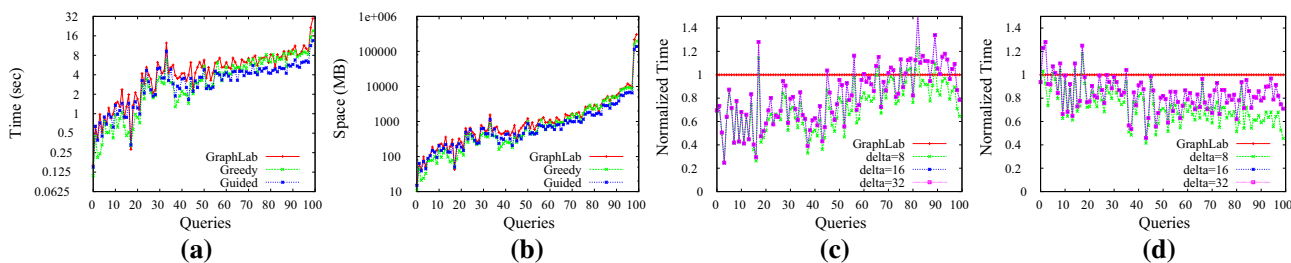 32
16
8
4
2
1
0.5
0.25
0.125
0.0625
Time (sec)
GraphLab
Greedy
Guided
0 10 20 30 40 50 60 70 80 90 100
Queries
(a)
1e+006
100000
10000
1000
100
10
Space (MB)
GraphLab
Greedy
Guided
0 10 20 30 40 50 60 70 80 90 100
Queries
(b)
1.4
1.2
1
0.8
0.6
0.4
0.2
0
Normalized Time
GraphLab
delta=8
delta=16
delta=32
0 10 20 30 40 50 60 70 80 90 100
Queries
(c)
1.4
1.2
1
0.8
0.6
0.4
0.2
0
Normalized Time
GraphLab
delta=8
delta=16
delta=32
0 10 20 30 40 50 60 70 80 90 100
Queries
(d)